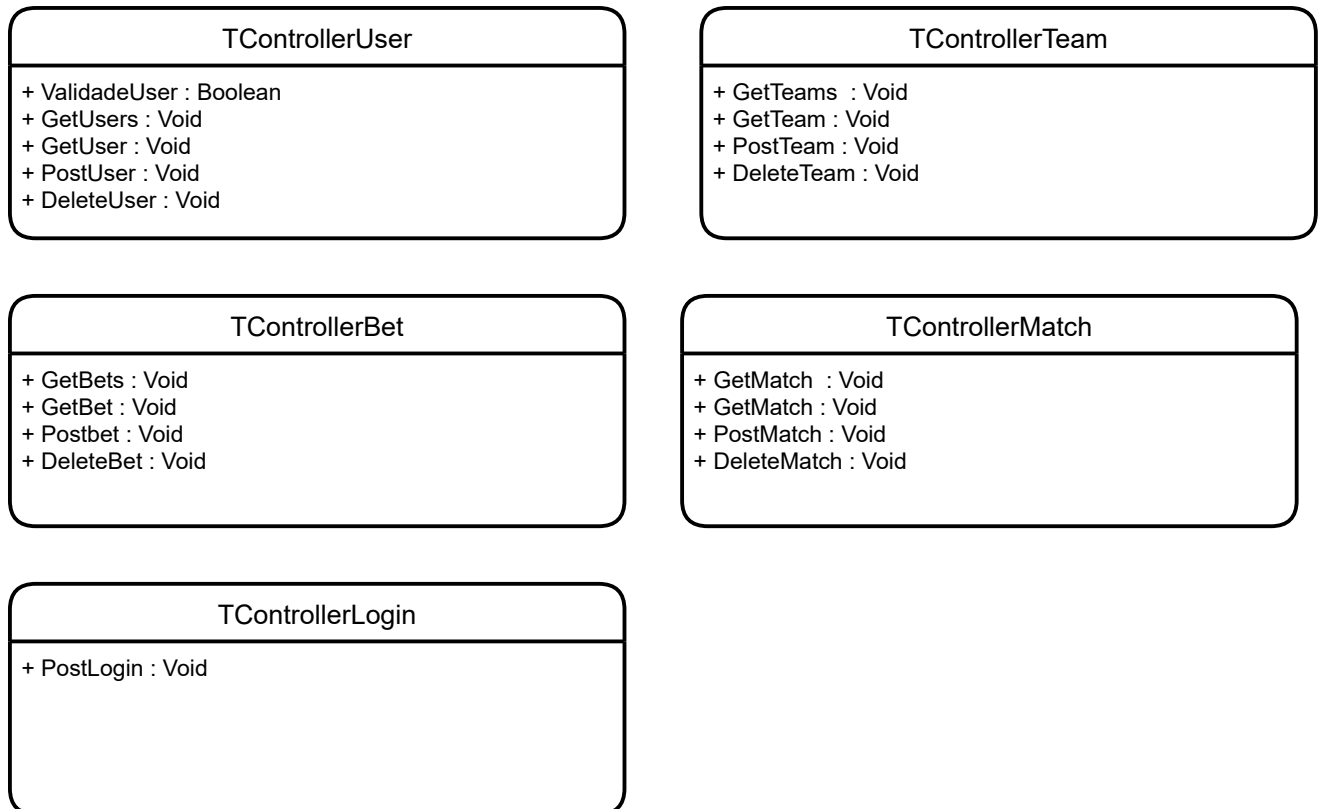 TControllerUser
+ ValidadeUser : Boolean
+ GetUsers : Void
+ GetUser : Void
+ PostUser : Void
+ DeleteUser : Void
TControllerTeam
+ GetTeams  : Void
+ GetTeam : Void
+ PostTeam : Void
+ DeleteTeam : Void
TControllerBet
+ GetBets : Void
+ GetBet : Void
+ Postbet : Void
+ DeleteBet : Void
TControllerMatch
+ GetMatch  : Void
+ GetMatch : Void
+ PostMatch : Void
+ DeleteMatch : Void
TControllerLogin
+ PostLogin : Void